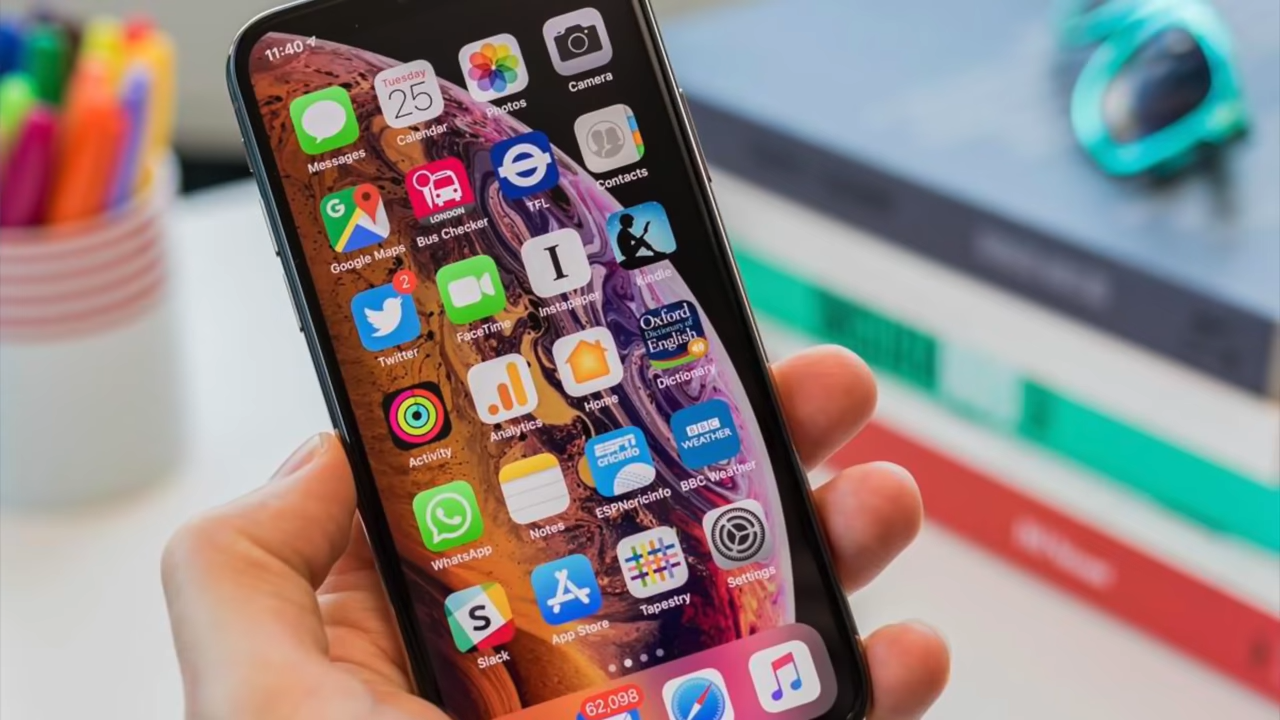 11:40
Tuesday
25
Messages
Calendar
Photos
Camera
G
LONDON
Google Maps
Bus Checker
TFL
Contacts
2
I
Twitter
FaceTime
Instapaper
Kindle
Oxford
Dictionary of
English
Activity
Analytics
Home
Dictionary
ESPN
cricinfo
BBC
WEATHER
WhatsApp
Notes
ESPNcricinfo
BBC Weather
S
Slack
App Store
Tapestry
Settings
62,098